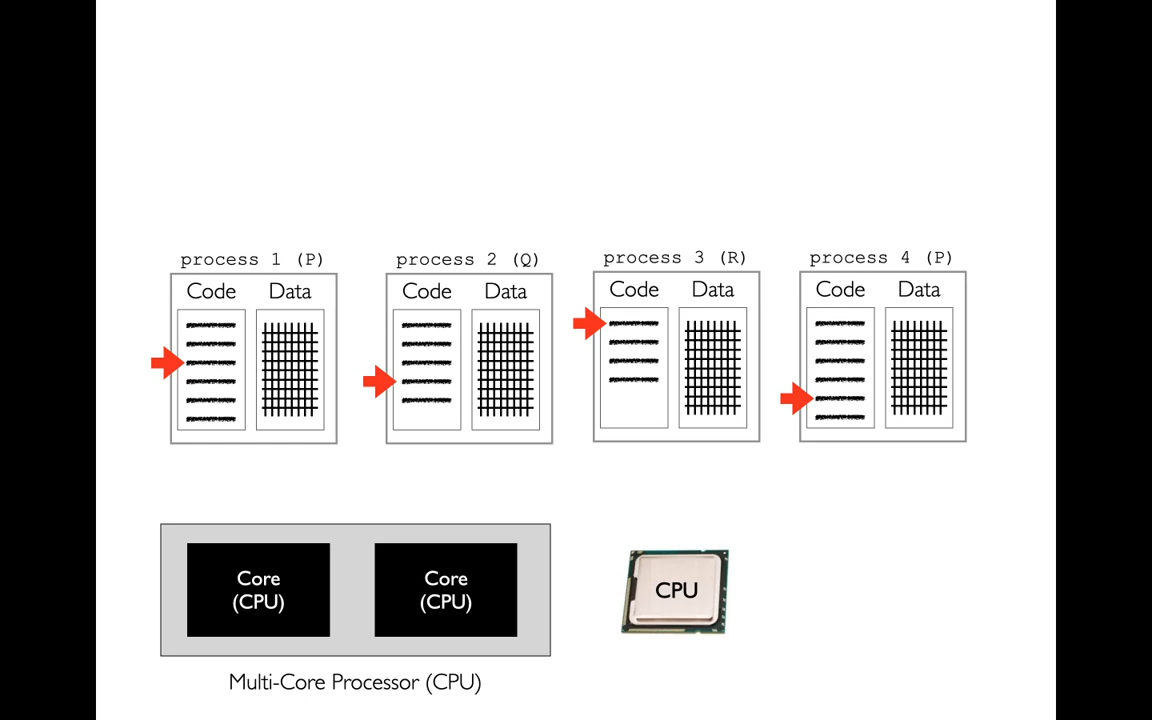 process 1 (P)
Code Data
process 2 (Q)
Code Data
process 3 (R)
Code Data
process 4 (P)
Code Data
Core
(CPU)
Core
(CPU)
CPU
Multi-Core Processor (CPU)